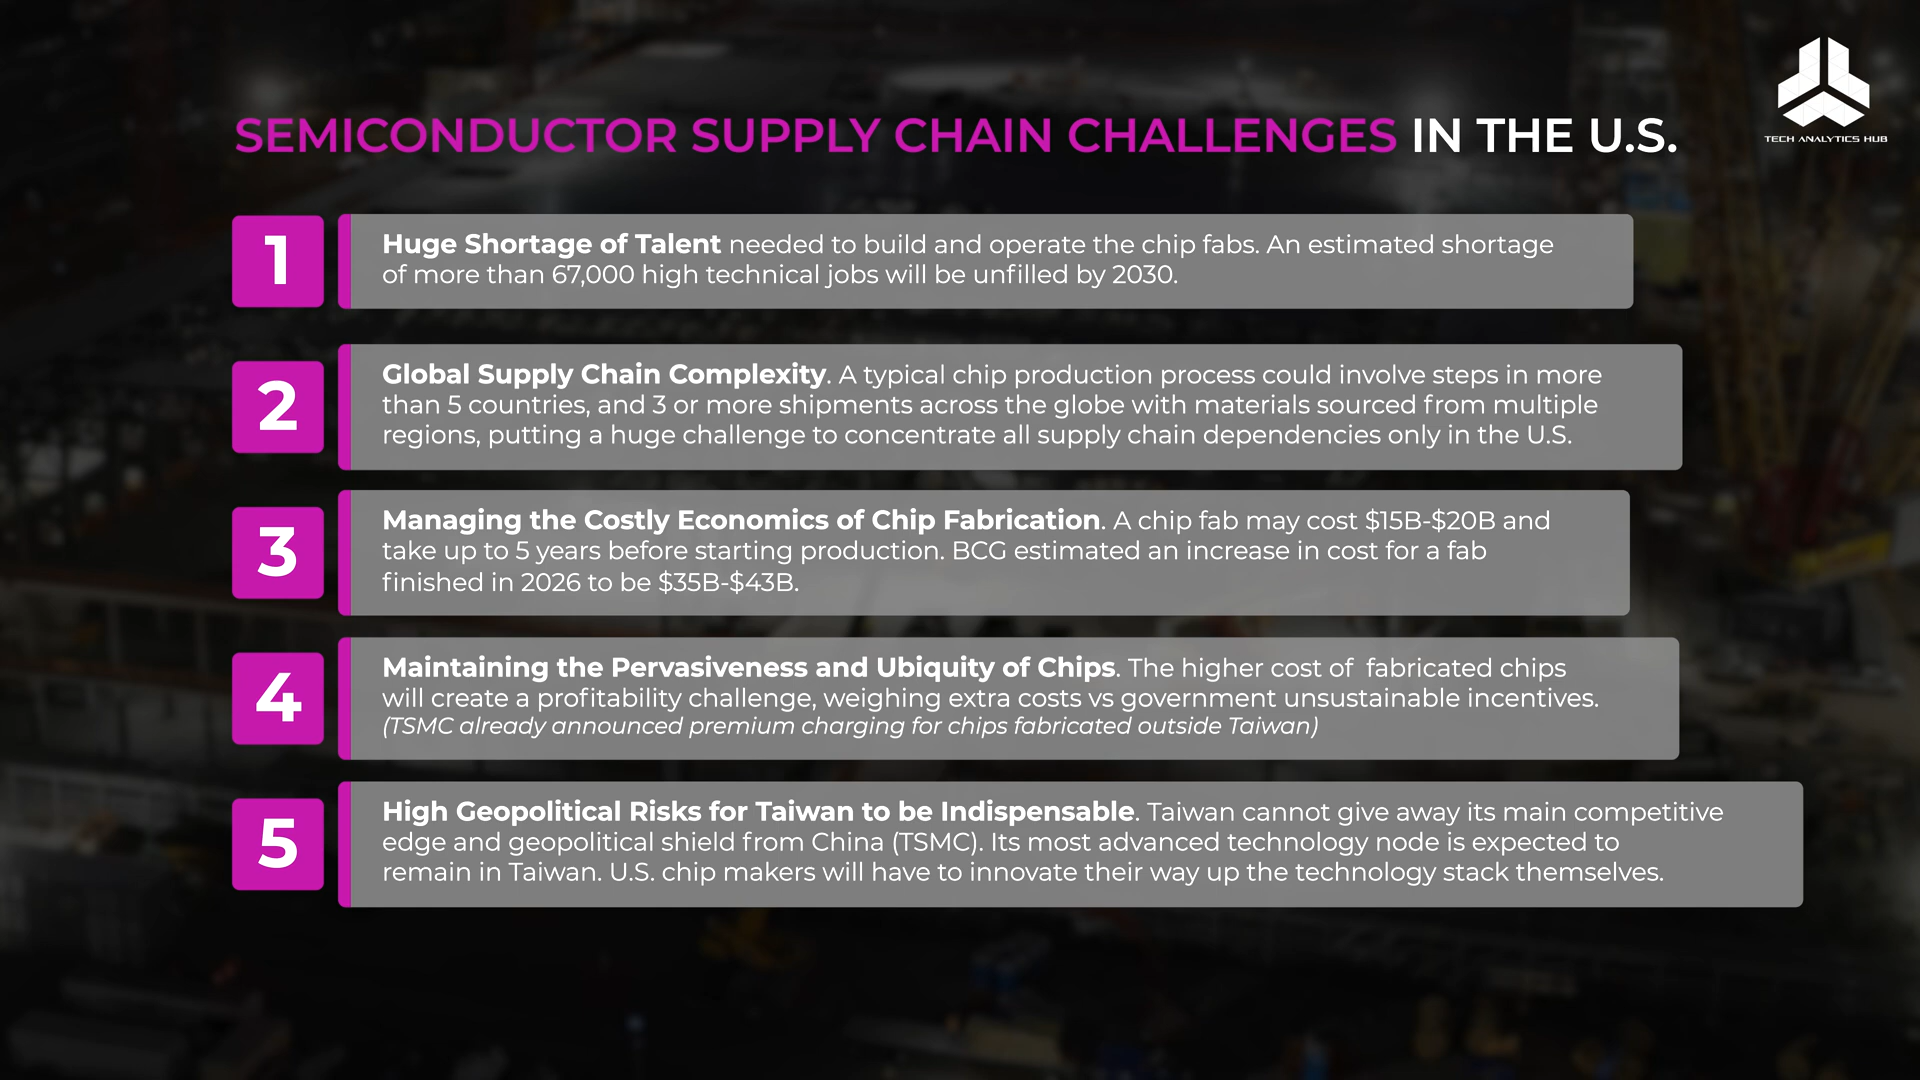 SEMICONDUCTOR SUPPLY CHAIN CHALLENGES IN THE U.S.
TECH ANALYTICS HUB
1
Huge Shortage of Talent needed to build and operate the chip fabs. An estimated shortage
of more than 67,000 high technical jobs will be unfilled by 2030.
2
Global Supply Chain Complexity. A typical chip production process could involve steps in more
than 5 countries, and 3 or more shipments across the globe with materials sourced from multiple
regions, putting a huge challenge to concentrate all supply chain dependencies only in the U.S.
3
Managing the Costly Economics of Chip Fabrication. A chip fab may cost $15B-$20B and
take up to 5 years before starting production. BCG estimated an increase in cost for a fab
finished in 2026 to be $35B-$43B.
4
Maintaining the Pervasiveness and Ubiquity of Chips. The higher cost of fabricated chips
will create a profitability challenge, weighing extra costs vs government unsustainable incentives.
(TSMC already announced premium charging for chips fabricated outside Taiwan)
5
High Geopolitical Risks for Taiwan to be Indispensable. Taiwan cannot give away its main competitive
edge and geopolitical shield from China (TSMC). Its most advanced technology node is expected to
remain in Taiwan. U.S. chip makers will have to innovate their way up the technology stack themselves.